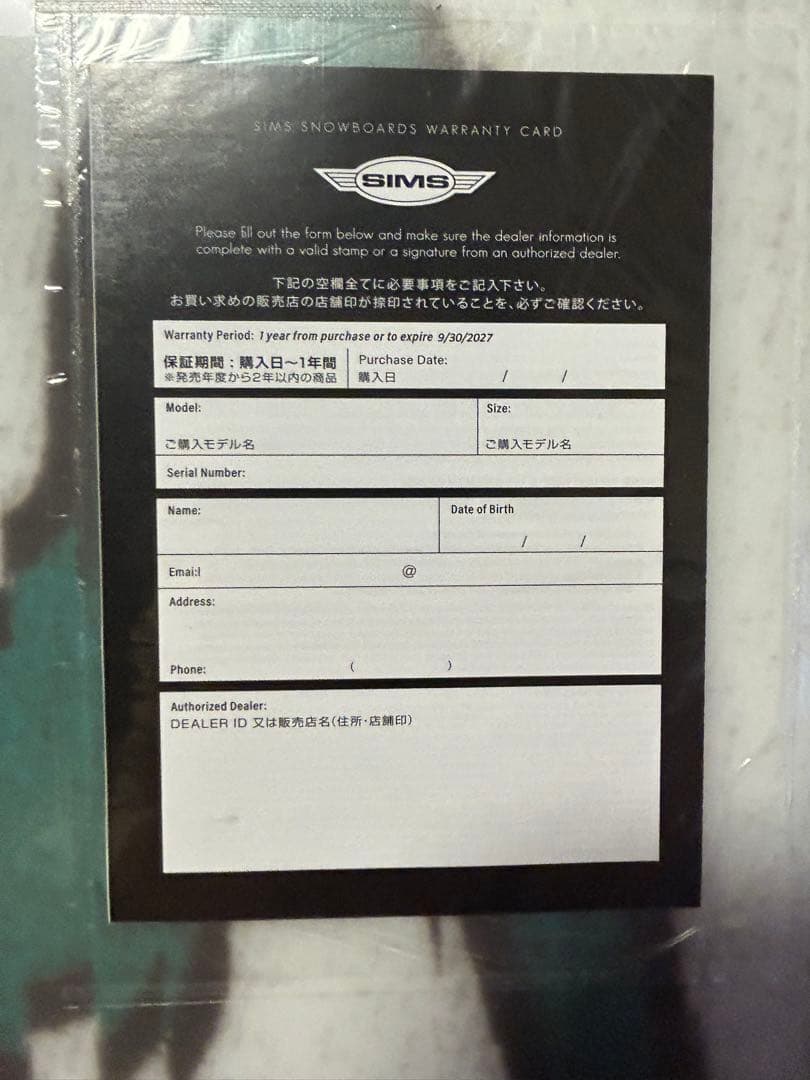 SIMS SNOWBOARDS WARRANTY CARD
SIMS
Please fill out the form below and make sure the dealer information is
complete with a valid stamp or a signature from an authorized dealer.
下記の空欄全てに必要事項をご記入下さい。
お買い求めの販売店の店舗印が捺印されていることを、必ずご確認ください。
Warranty Period: 1 year from purchase or to expire 9/30/2027
保証期間：購入日〜1年間
※発売年度から2年以内の商品
Purchase Date:
購入日 / /
Model:
ご購入モデル名
Size:
ご購入モデル名
Serial Number:
Name:
Date of Birth
/ /
Emai:l @
Address:
Phone: ( )
Authorized Dealer:
DEALER ID 又は販売店名(住所・店舗印)